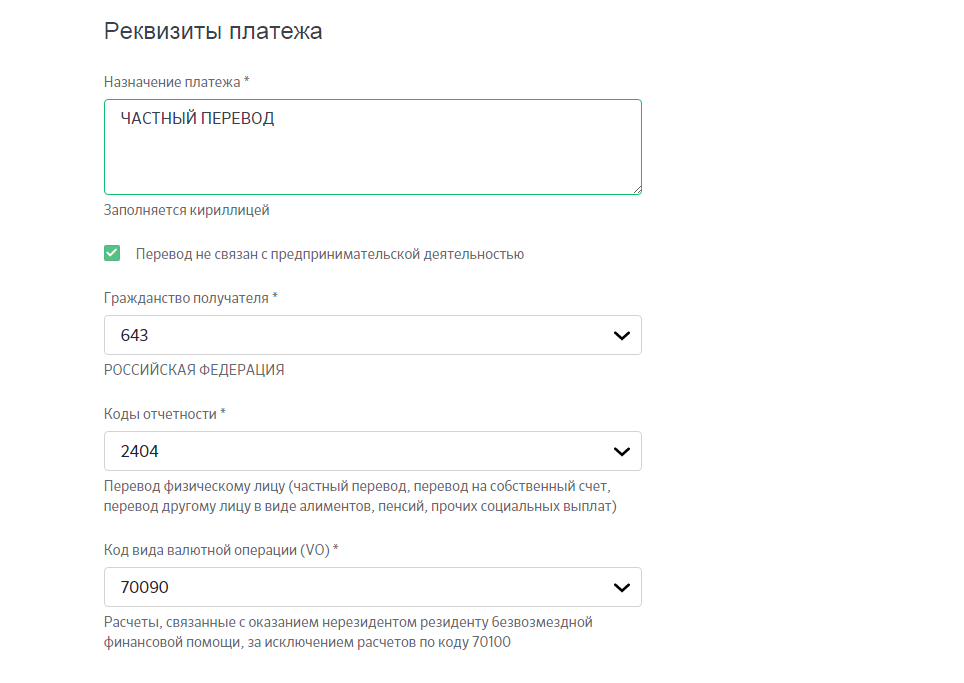 Реквизиты платежа
Назначение платежа *
ЧАСТНЫЙ ПЕРЕВОД
Заполняется кириллицей
Перевод не связан с предпринимательской деятельностью
Гражданство получателя *
643
РОССИЙСКАЯ ФЕДЕРАЦИЯ
Коды отчетности *
2404
Перевод физическому лицу (частный перевод, перевод на собственный счет,
перевод другому лицу в виде алиментов, пенсий, прочих социальных выплат)
Код вида валютной операции (VO) *
70090
Расчеты, связанные с оказанием нерезидентом резиденту безвозмездной
финансовой помощи, за исключением расчетов по коду 70100